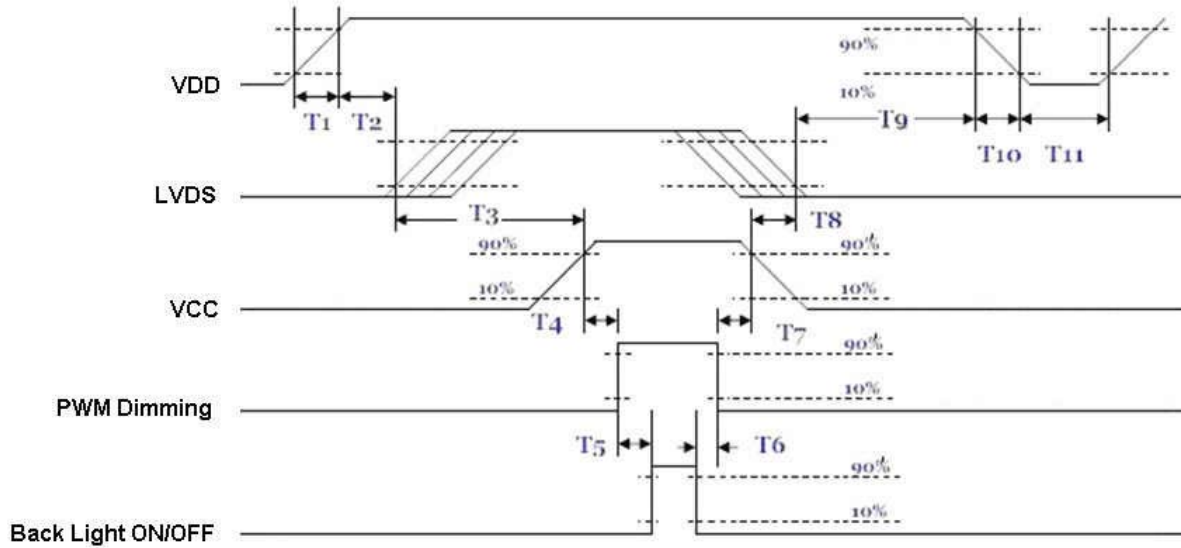 90%
VDD
10%
T1 T2 T9
T10 T11
LVDS
T3 T8
90% 90%
10% 10%
VCC
T4 T7
90%
10%
PWM Dimming
T5 T6
90%
10%
Back Light ON/OFF